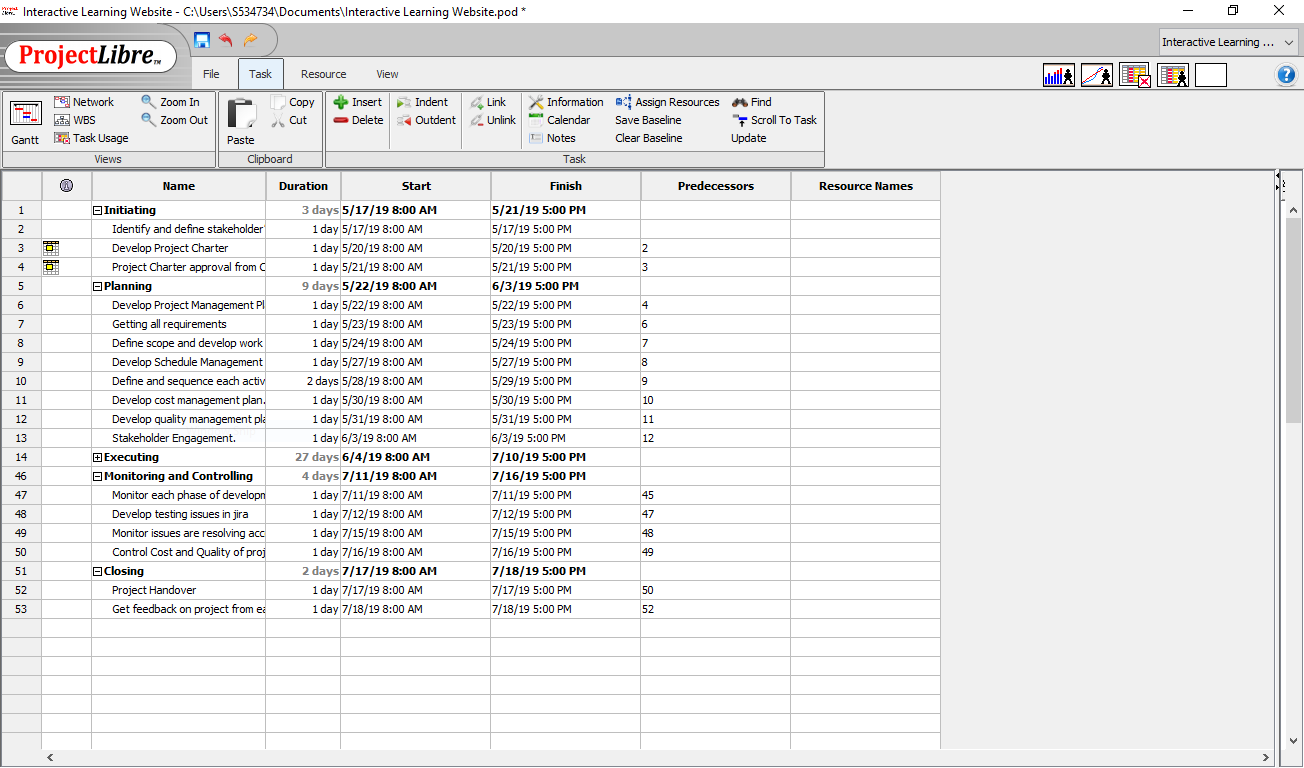 Interactive Learning Website - C:\Users\S534734\Documents\Interactive Learning Website.pod *
ProjectLibre™
Interactive Learning ...
File Task Resource View
Gantt
Network
WBS
Task Usage
Zoom In
Zoom Out
Views
Paste
Copy
Cut
Clipboard
Insert
Delete
Indent
Outdent
Link
Unlink
Information
Calendar
Notes
Assign Resources
Save Baseline
Clear Baseline
Find
Scroll To Task
Update
Task
Name Duration Start Finish Predecessors Resource Names
1 Initiating 3 days 5/17/19 8:00 AM 5/21/19 5:00 PM
2 Identify and define stakeholder' 1 day 5/17/19 8:00 AM 5/17/19 5:00 PM
3 Develop Project Charter 1 day 5/20/19 8:00 AM 5/20/19 5:00 PM 2
4 Project Charter approval from C 1 day 5/21/19 8:00 AM 5/21/19 5:00 PM 3
5 Planning 9 days 5/22/19 8:00 AM 6/3/19 5:00 PM
6 Develop Project Management Pl 1 day 5/22/19 8:00 AM 5/22/19 5:00 PM 4
7 Getting all requirements 1 day 5/23/19 8:00 AM 5/23/19 5:00 PM 6
8 Define scope and develop work 1 day 5/24/19 8:00 AM 5/24/19 5:00 PM 7
9 Develop Schedule Management 1 day 5/27/19 8:00 AM 5/27/19 5:00 PM 8
10 Define and sequence each activ 2 days 5/28/19 8:00 AM 5/29/19 5:00 PM 9
11 Develop cost management plan. 1 day 5/30/19 8:00 AM 5/30/19 5:00 PM 10
12 Develop quality management pla 1 day 5/31/19 8:00 AM 5/31/19 5:00 PM 11
13 Stakeholder Engagement. 1 day 6/3/19 8:00 AM 6/3/19 5:00 PM 12
14 Executing 27 days 6/4/19 8:00 AM 7/10/19 5:00 PM
46 Monitoring and Controlling 4 days 7/11/19 8:00 AM 7/16/19 5:00 PM
47 Monitor each phase of developm 1 day 7/11/19 8:00 AM 7/11/19 5:00 PM 45
48 Develop testing issues in jira 1 day 7/12/19 8:00 AM 7/12/19 5:00 PM 47
49 Monitor issues are resolving acc 1 day 7/15/19 8:00 AM 7/15/19 5:00 PM 48
50 Control Cost and Quality of proj 1 day 7/16/19 8:00 AM 7/16/19 5:00 PM 49
51 Closing 2 days 7/17/19 8:00 AM 7/18/19 5:00 PM
52 Project Handover 1 day 7/17/19 8:00 AM 7/17/19 5:00 PM 50
53 Get feedback on project from ea 1 day 7/18/19 8:00 AM 7/18/19 5:00 PM 52